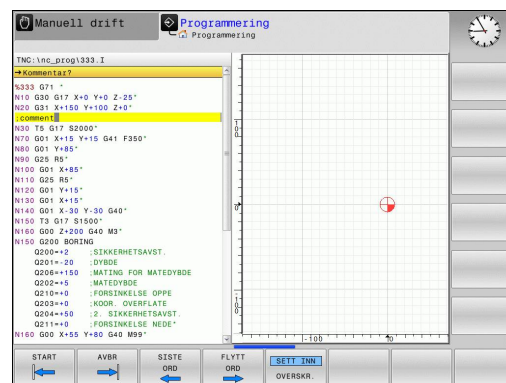 Manuell drift
Programmering
Programmering
TNC:\nc_prog\333.I
→Kommentar?
%333 G71 *
N10 G30 G17 X+0 Y+0 Z-25*
N20 G31 X+150 Y+100 Z+0*
;comment
N30 T5 G17 S2000*
N70 G01 X+15 Y+15 G41 F350*
N80 G01 Y+85*
N90 G25 R5*
N100 G01 X+85*
N110 G25 R5*
N120 G01 Y+15*
N130 G01 X+15*
N140 G01 X-30 Y-30 G40*
N150 T3 G17 S1500*
N160 G00 Z+200 G40 M3*
N150 G200 BORING
Q200=+2 ;SIKKERHETSAVST.
Q201=-20 ;DYBDE
Q206=+150 ;MATING FOR MATEDYBDE
Q202=+5 ;MATEDYBDE
Q210=+0 ;FORSINKELSE OPPE
Q203=+0 ;KOOR. OVERFLATE
Q204=+50 ;2. SIKKERHETSAVST.
Q211=+0 ;FORSINKELSE NEDE*
N160 G00 X+55 Y+80 G40 M99*
100
0
-100
-100
0
START
AVBR
SISTE
ORD
FLYTT
ORD
SETT INN
OVERSKR.